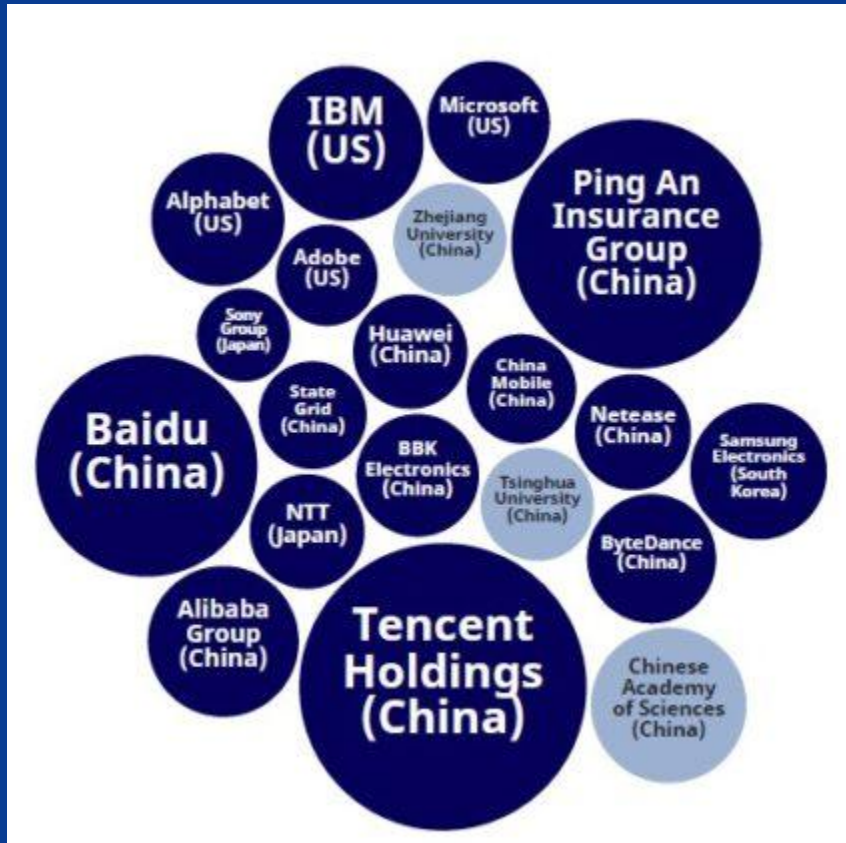 IBM
(US)
Microsoft
(US)
Ping An
Insurance
Group
(China)
Alphabet
(US)
Zhejiang
University
(China)
Adobe
(US)
Sony
Group
(Japan)
Huawei
(China)
China
Mobile
(China)
State
Grid
(China)
Netease
(China)
Baidu
(China)
BBK
Electronics
(China)
Samsung
Electronics
(South
Korea)
Tsinghua
University
(China)
NTT
(Japan)
ByteDance
(China)
Alibaba
Group
(China)
Tencent
Holdings
(China)
Chinese
Academy
of Sciences
(China)